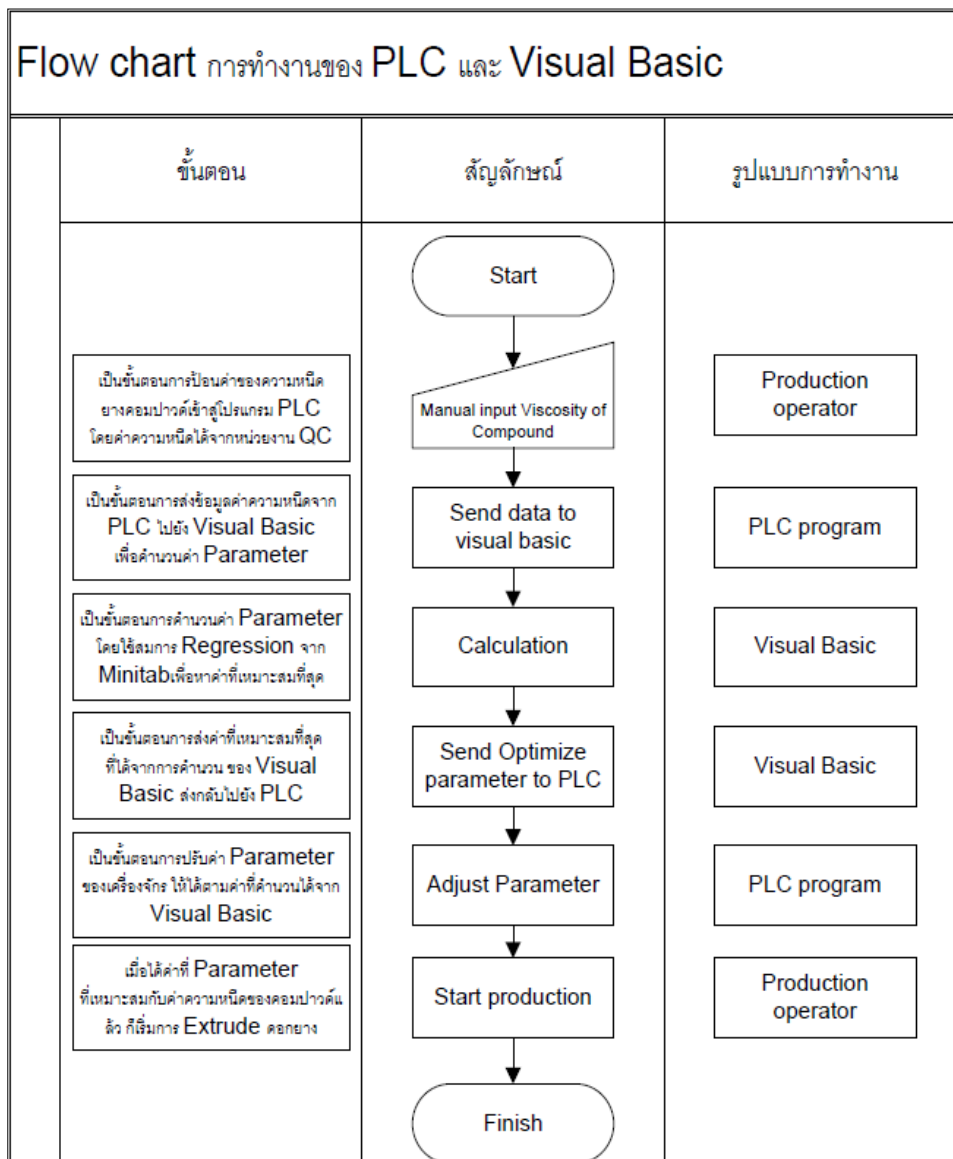 Flow chart การทำงานของ PLC และ Visual Basic
ขั้นตอน
สัญลักษณ์
รูปแบบการทำงาน
Start
เป็นขั้นตอนการป้อนค่าของความหนืด
ยางคอมปาวด์เข้าสู่โปรแกรม PLC
โดยค่าความหนืดได้จากหน่วยงาน QC
Manual input Viscosity of
Compound
Production
operator
เป็นขั้นตอนการส่งข้อมูลค่าความหนืดจาก
PLC ไปยัง Visual Basic
เพื่อคำนวนค่า Parameter
Send data to
visual basic
PLC program
เป็นขั้นตอนการคำนวนค่า Parameter
โดยใช้สมการ Regression จาก
Minitabเพื่อหาค่าที่เหมาะสมที่สุด
Calculation
Visual Basic
เป็นขั้นตอนการส่งค่าที่เหมาะสมที่สุด
ที่ได้จากการคำนวน ของ Visual
Basic ส่งกลับไปยัง PLC
Send Optimize
parameter to PLC
Visual Basic
เป็นขั้นตอนการปรับค่า Parameter
ของเครื่องจักร ให้ได้ตามค่าที่คำนวนได้จาก
Visual Basic
Adjust Parameter
PLC program
เมื่อได้ค่าที่ Parameter
ที่เหมาะสมกับค่าความหนืดของคอมปาวด์แ
ล้ว ก็เริ่มการ Extrude ดอกยาง
Start production
Production
operator
Finish